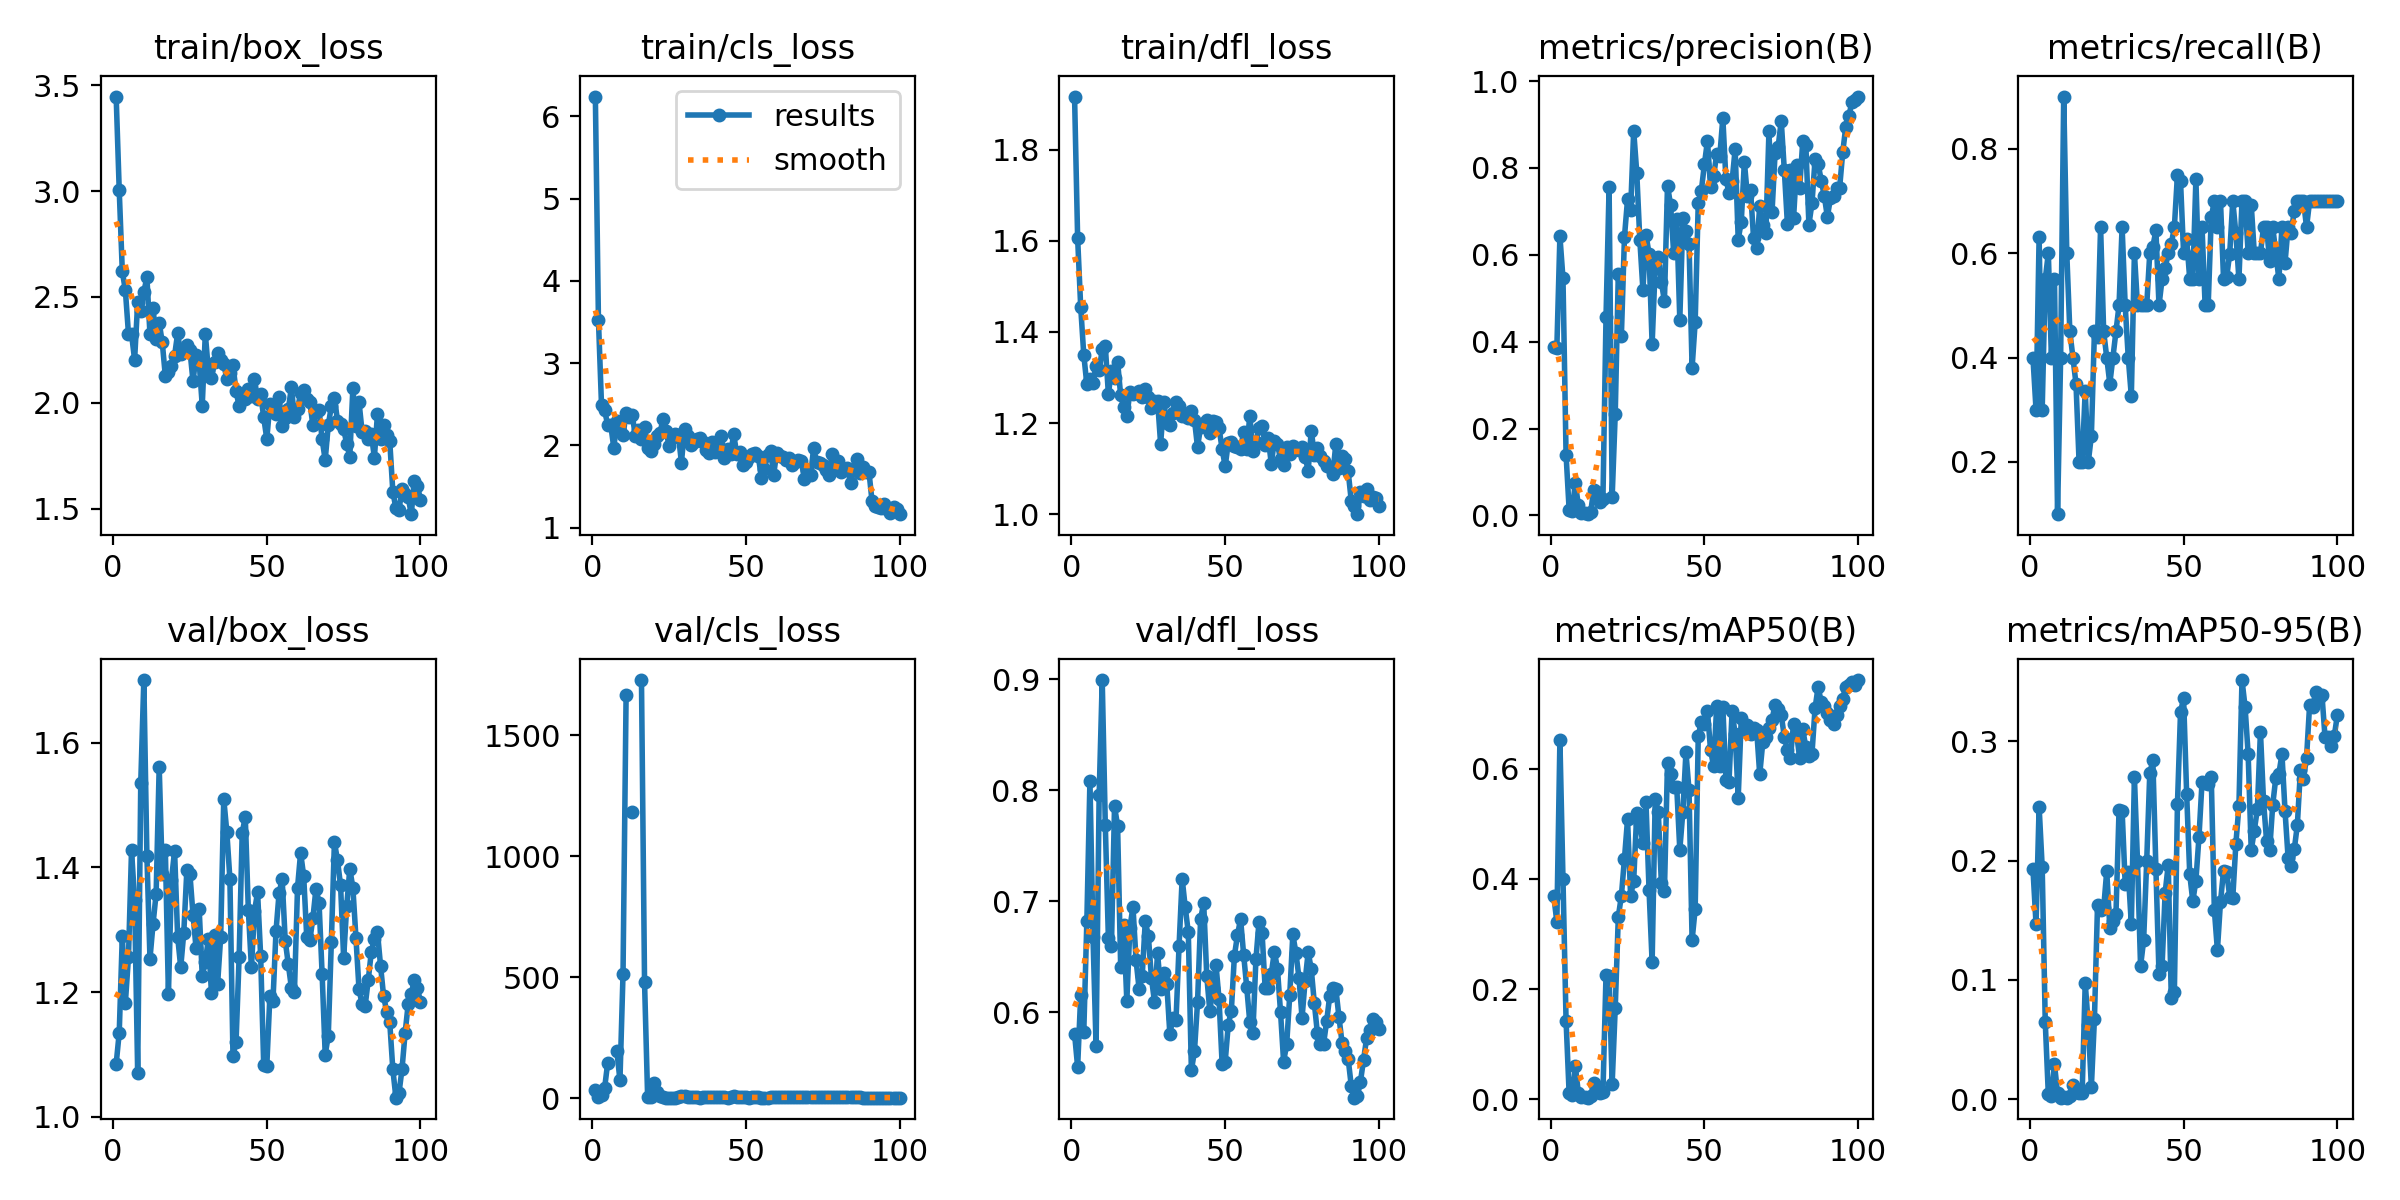 train/box_loss
3.5
3.0
2.5
2.0
1.5
0 50 100
train/cls_loss
results
smooth
6
5
4
3
2
1
0 50 100
train/dfl_loss
1.8
1.6
1.4
1.2
1.0
0 50 100
metrics/precision(B)
1.0
0.8
0.6
0.4
0.2
0.0
0 50 100
metrics/recall(B)
0.8
0.6
0.4
0.2
0 50 100
val/box_loss
1.6
1.4
1.2
1.0
0 50 100
val/cls_loss
1500
1000
500
0
0 50 100
val/dfl_loss
0.9
0.8
0.7
0.6
0 50 100
metrics/mAP50(B)
0.6
0.4
0.2
0.0
0 50 100
metrics/mAP50-95(B)
0.3
0.2
0.1
0.0
0 50 100